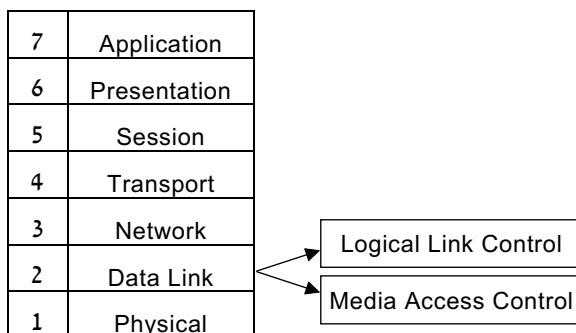 7 Application
6 Presentation
5 Session
4 Transport
3 Network
2 Data Link
1 Physical
Logical Link Control
Media Access Control